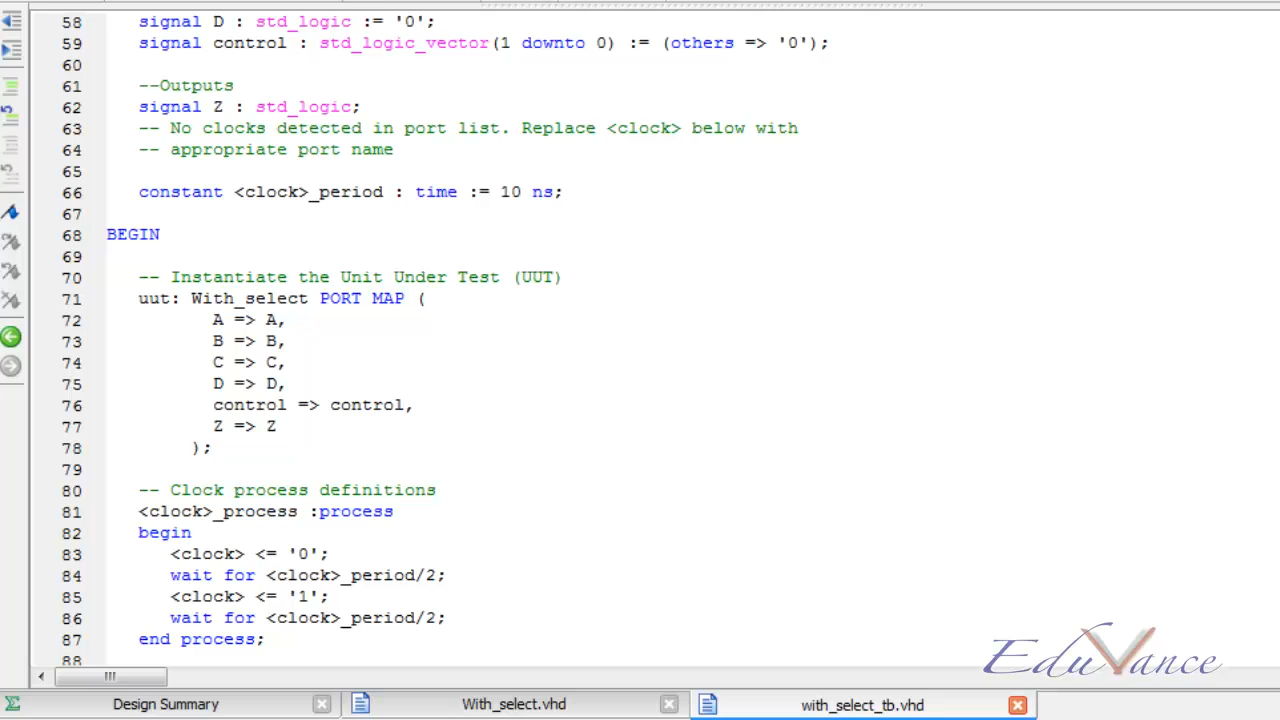 58 signal D : std_logic := '0';
59 signal control : std_logic_vector(1 downto 0) := (others => '0');
60
61 --Outputs
62 signal Z : std_logic;
63 -- No clocks detected in port list. Replace <clock> below with
64 -- appropriate port name
65
66 constant <clock>_period : time := 10 ns;
67
68 BEGIN
69
70 -- Instantiate the Unit Under Test (UUT)
71 uut: With_select PORT MAP (
72 A => A,
73 B => B,
74 C => C,
75 D => D,
76 control => control,
77 Z => Z
78 );
79
80 -- Clock process definitions
81 <clock>_process :process
82 begin
83 <clock> <= '0';
84 wait for <clock>_period/2;
85 <clock> <= '1';
86 wait for <clock>_period/2;
87 end process;
88
EduVance
Design Summary With_select.vhd with_select_tb.vhd